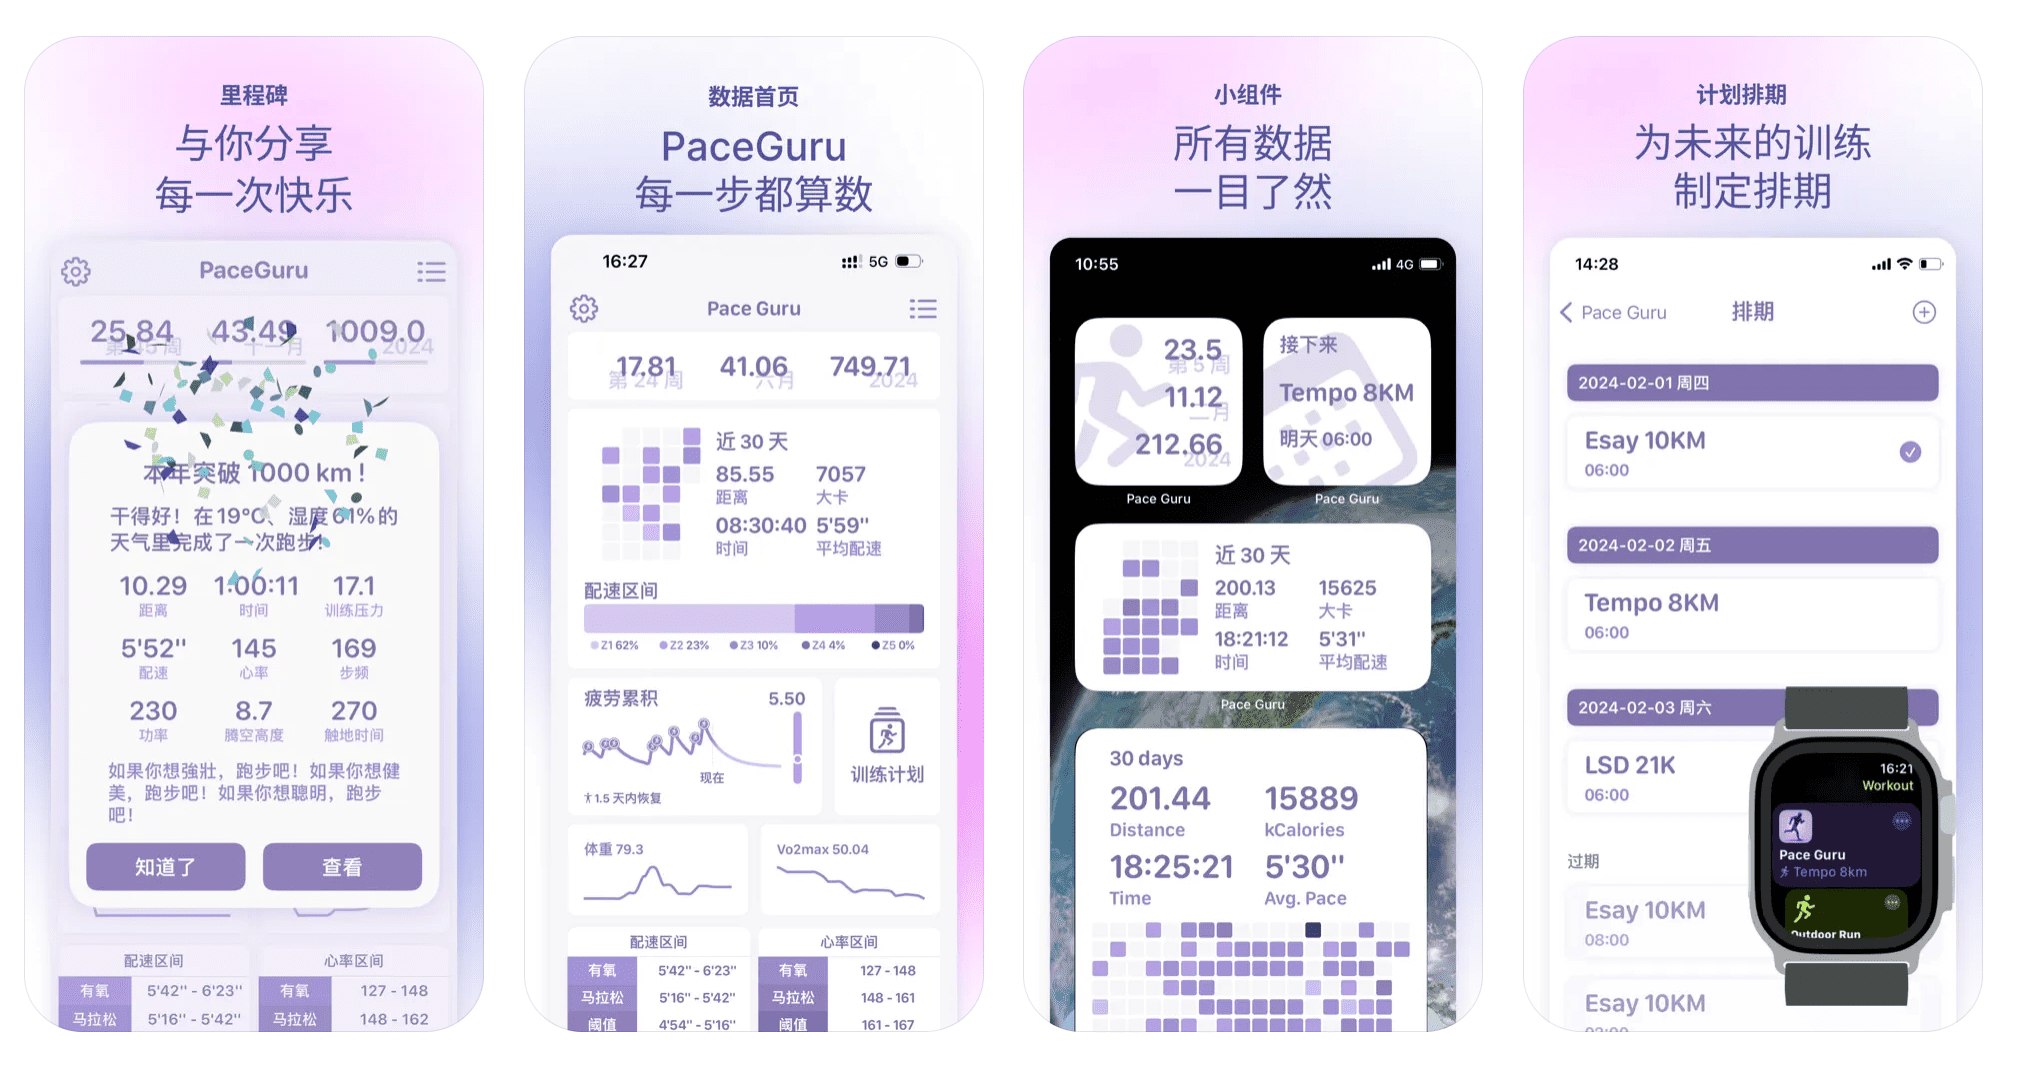 里程碑
与你分享
每一次快乐
PaceGuru
25.84 43.49 1009.0
第 45 周 十一月 2024
本年突破 1000 km !
干得好！在 19°C、湿度 61% 的
天气里完成了一次跑步!
10.29 1:00:11 17.1
距离 时间 训练压力
5'52'' 145 169
配速 心率 步频
230 8.7 270
功率 腾空高度 触地时间
如果你想強壯，跑步吧！如果你想健
美，跑步吧！如果你想聰明，跑步
吧！
知道了 查看
配速区间 心率区间
有氧 5'42'' - 6'23'' 有氧 127 - 148
马拉松 5'16'' - 5'42'' 马拉松 148 - 162
数据首页
PaceGuru
每一步都算数
16:27 5G
Pace Guru
17.81 41.06 749.71
第 24 周 六月 2024
近 30 天
85.55 7057
距离 大卡
08:30:40 5'59''
时间 平均配速
配速区间
Z1 62% Z2 23% Z3 10% Z4 4% Z5 0%
疲劳累积 5.50
现在
1.5 天内恢复
训练计划
体重 79.3 Vo2max 50.04
配速区间 心率区间
有氧 5'42'' - 6'23'' 有氧 127 - 148
马拉松 5'16'' - 5'42'' 马拉松 148 - 161
阈值 4'54'' - 5'16'' 阈值 161 - 167
小组件
所有数据
一目了然
10:55 4G
23.5
第 5 周
11.12
二月
212.66
2024
Pace Guru
接下来
Tempo 8KM
明天 06:00
Pace Guru
近 30 天
200.13 15625
距离 大卡
18:21:12 5'31''
时间 平均配速
Pace Guru
30 days
201.44 15889
Distance kCalories
18:25:21 5'30''
Time Avg. Pace
计划排期
为未来的训练
制定排期
14:28
Pace Guru 排期
2024-02-01 周四
Esay 10KM
06:00
2024-02-02 周五
Tempo 8KM
06:00
2024-02-03 周六
LSD 21K
06:00
过期
Esay 10KM
08:00
Esay 10KM
16:21
Workout
Pace Guru
Tempo 8km
Outdoor Run